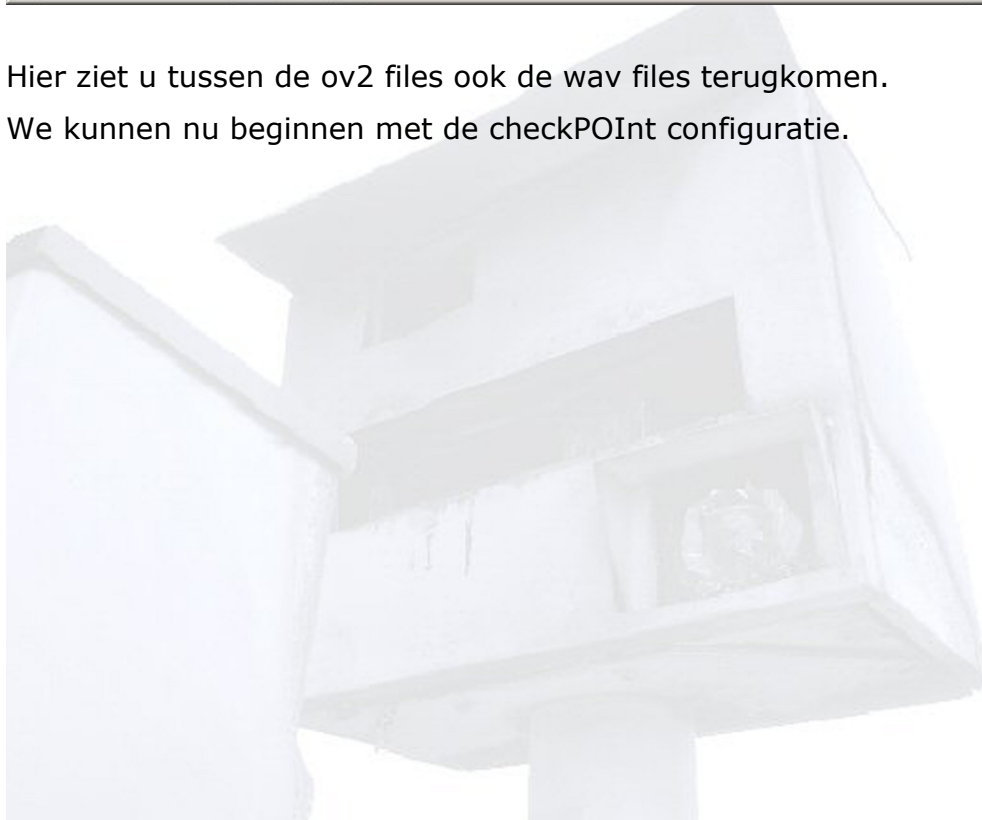 Hier ziet u tussen de ov2 files ook de wav files terugkomen.
We kunnen nu beginnen met de checkPOInt configuratie.